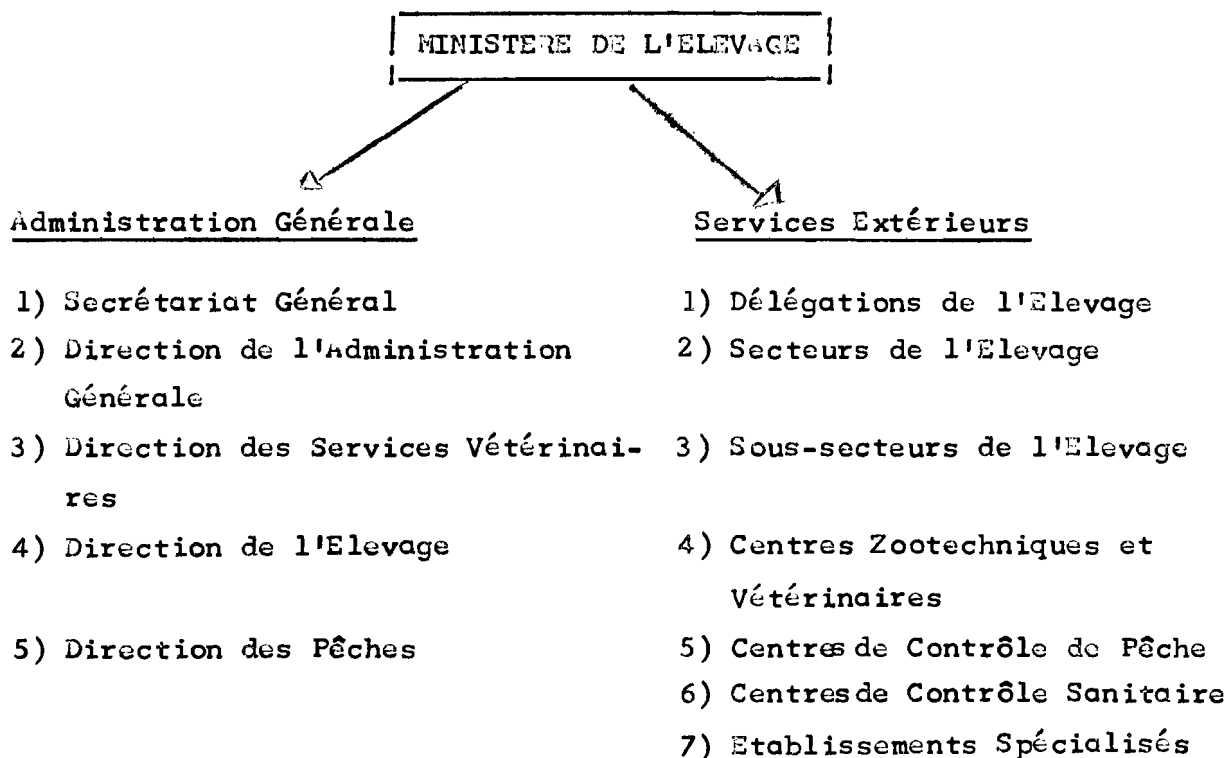 MINISTERE DE L'ELEVAGE
Administration Générale
1) Secrétariat Général
2) Direction de l'Administration
Générale
3) Direction des Services Vétérinai-
res
4) Direction de l'Elevage
5) Direction des Pêches
Services Extérieurs
1) Délégations de l'Elevage
2) Secteurs de l'Elevage
3) Sous-secteurs de l'Elevage
4) Centres Zootechniques et
Vétérinaires
5) Centres de Contrôle de Pêche
6) Centres de Contrôle Sanitaire
7) Etablissements Spécialisés